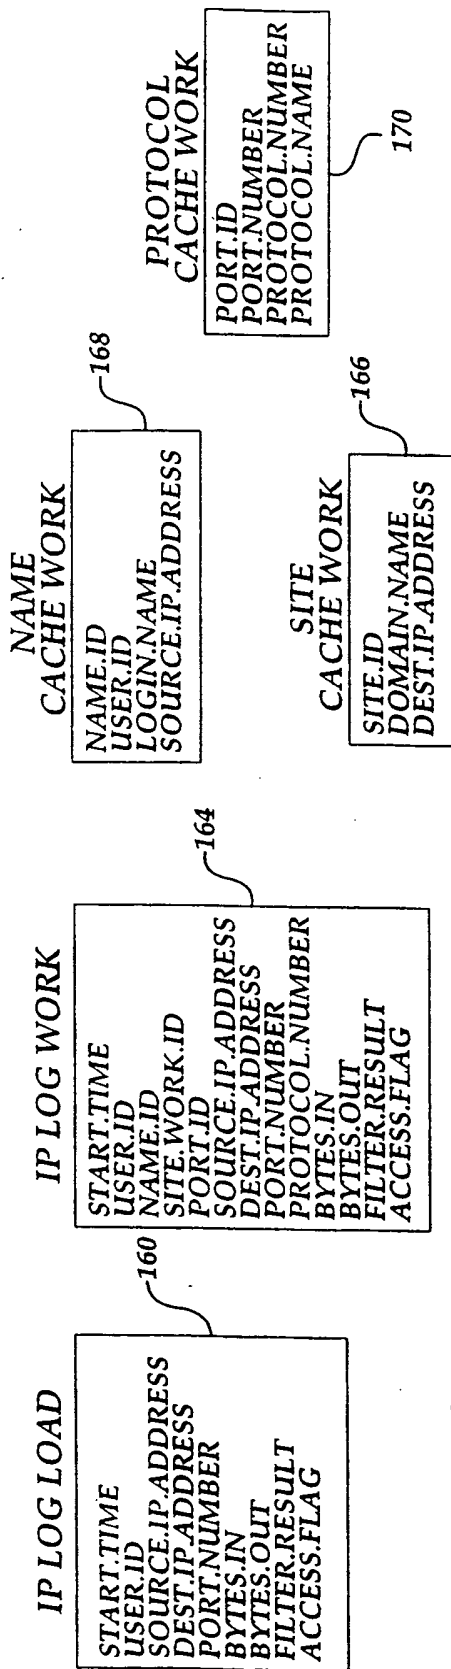 IP LOG LOAD
START.TIME
USER.ID
SOURCE.IP.ADDRESS
DEST.IP.ADDRESS
PORT.NUMBER
BYTES.IN
BYTES.OUT
FILTER.RESULT
ACCESS.FLAG
160
IP LOG WORK
START.TIME
USER.ID
NAME.ID
SITE.WORK.ID
PORT.ID
SOURCE.IP.ADDRESS
DEST.IP.ADDRESS
PORT.NUMBER
PROTOCOL.NUMBER
BYTES.IN
BYTES.OUT
FILTER.RESULT
ACCESS.FLAG
164
NAME
CACHE WORK
NAME.ID
USER.ID
LOGIN.NAME
SOURCE.IP.ADDRESS
168
SITE
CACHE WORK
SITE.ID
DOMAIN.NAME
DEST.IP.ADDRESS
166
PROTOCOL
CACHE WORK
PORT.ID
PORT.NUMBER
PROTOCOL.NUMBER
PROTOCOL.NAME
170